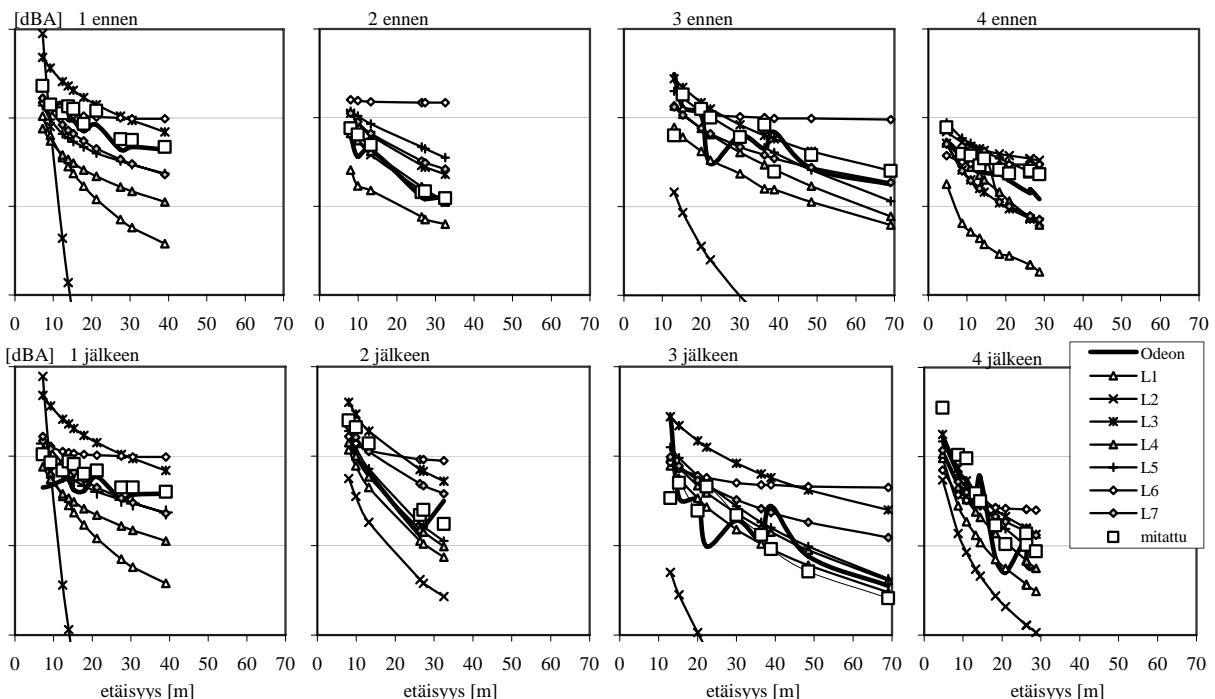 [dBA] 1 ennen 2 ennen 3 ennen 4 ennen
0 10 20 30 40 50 60 70 0 10 20 30 40 50 60 70 0 10 20 30 40 50 60 70 0 10 20 30 40 50 60 70
[dBA] 1 jälkeen 2 jälkeen 3 jälkeen 4 jälkeen
Odeon
L1
L2
L3
L4
L5
L6
L7
mitattu
0 10 20 30 40 50 60 70 0 10 20 30 40 50 60 70 0 10 20 30 40 50 60 70 0 10 20 30 40 50 60 70
etäisyys [m] etäisyys [m] etäisyys [m] etäisyys [m]